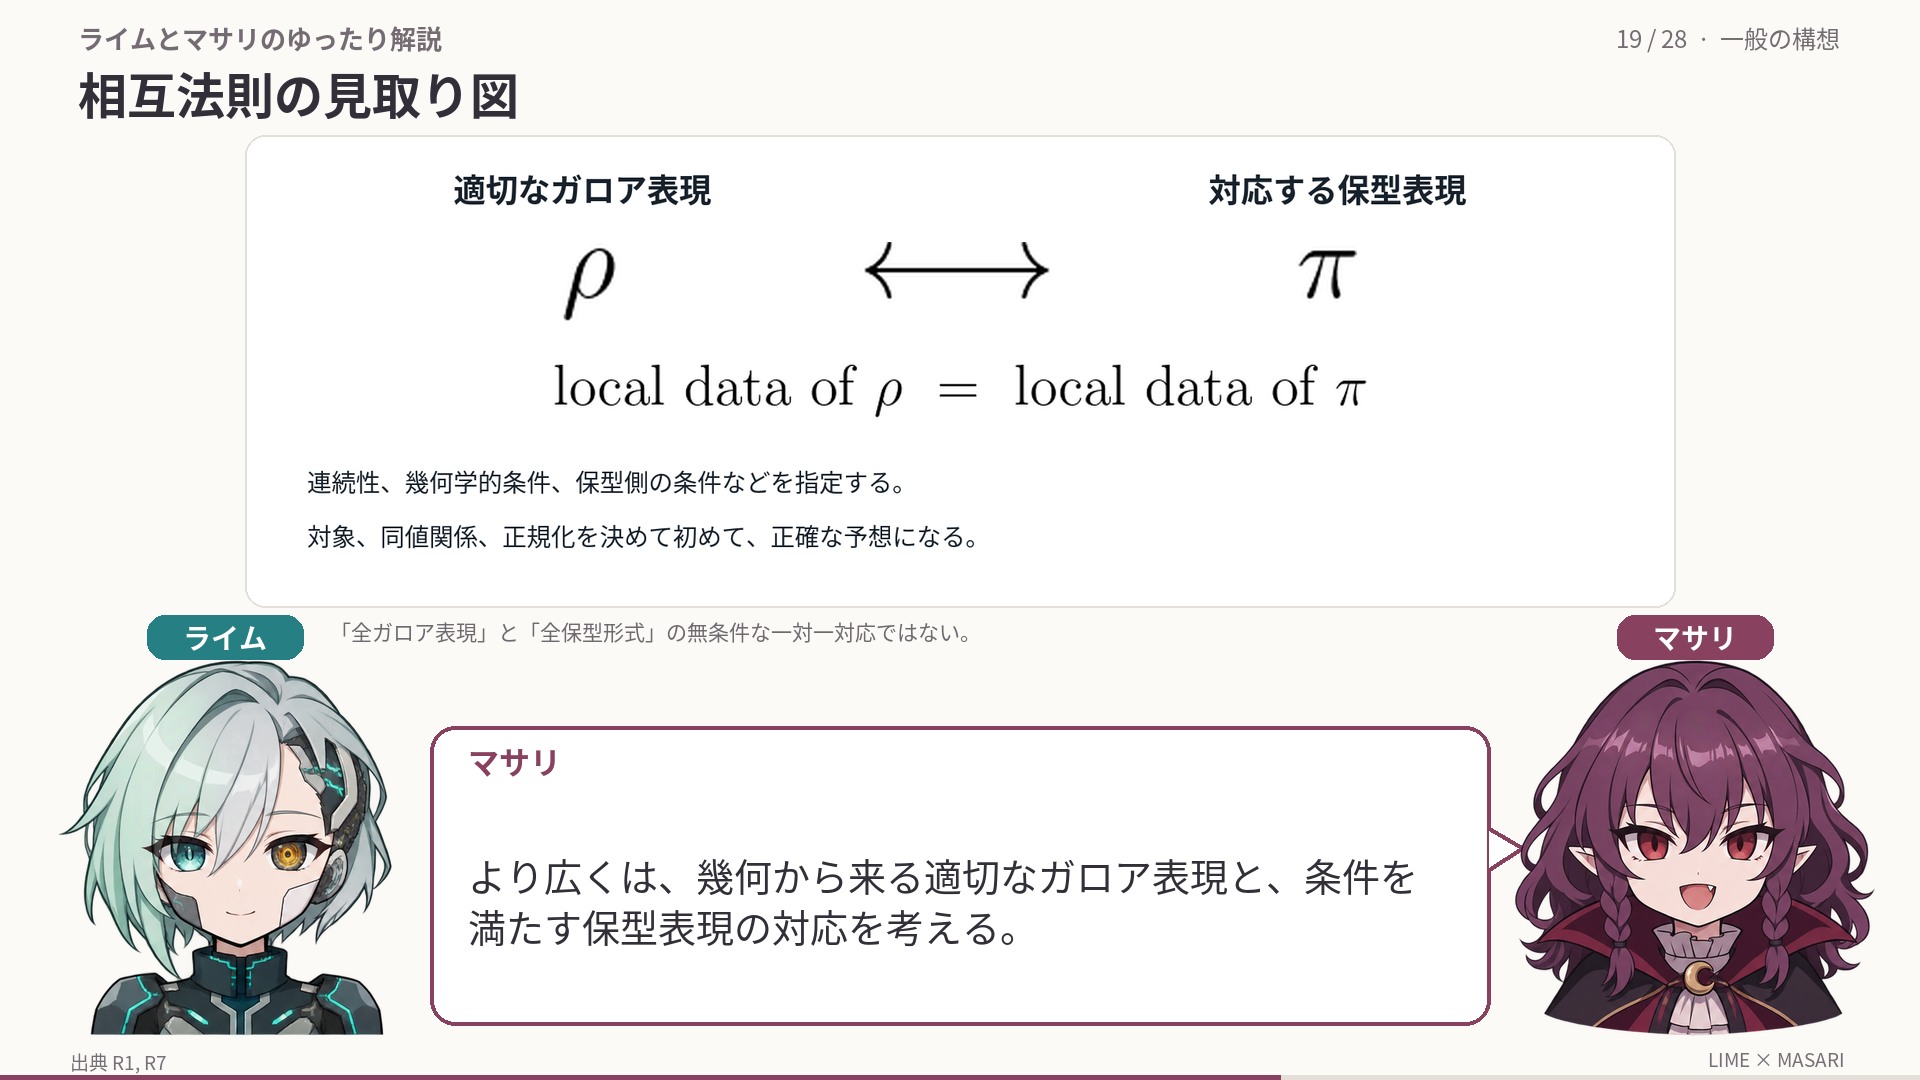 ライムとマサリのゆったり解説
19 / 28 · 一般の構想
相互法則の見取り図
適切なガロア表現
対応する保型表現
ρ ⟷ π
local data of ρ = local data of π
連続性、幾何学的条件、保型側の条件などを指定する。
対象、同値関係、正規化を決めて初めて、正確な予想になる。
ライム
「全ガロア表現」と「全保型形式」の無条件な一対一対応ではない。
マサリ
マサリ
より広くは、幾何から来る適切なガロア表現と、条件を
満たす保型表現の対応を考える。
出典 R1, R7
LIME × MASARI